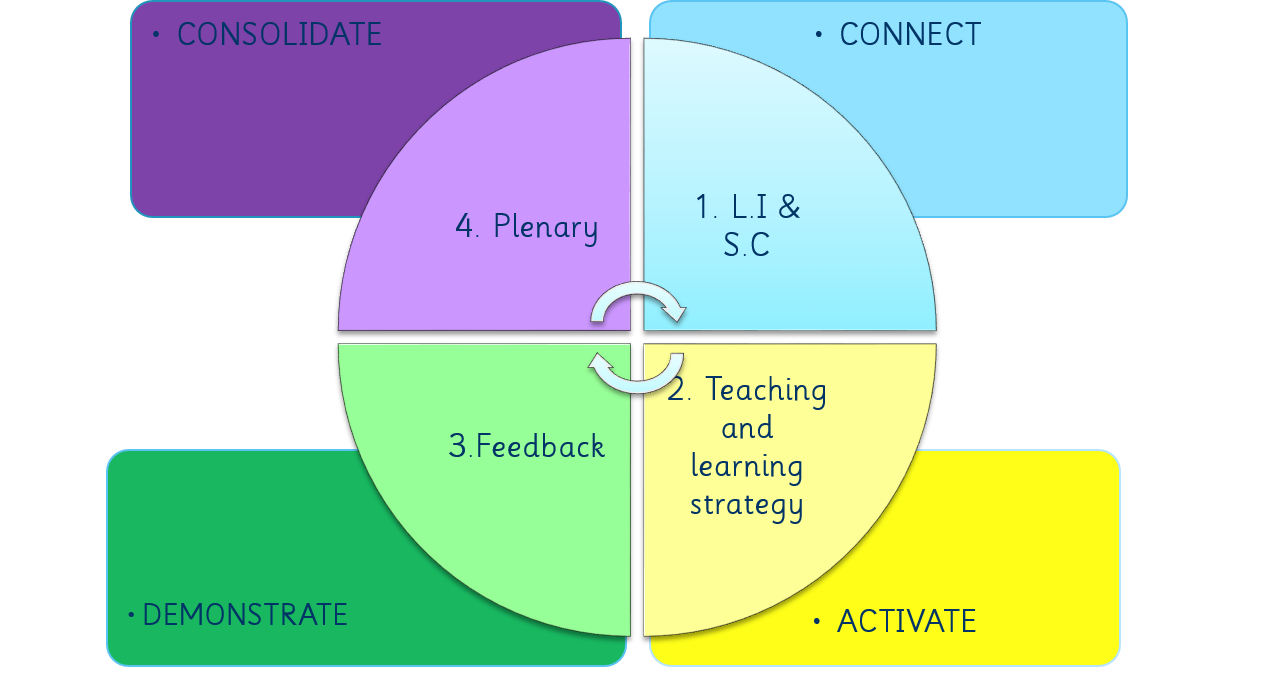 • CONSOLIDATE
• CONNECT
4. Plenary
1. L.I &
S.C
3.Feedback
2. Teaching
and
learning
strategy
• DEMONSTRATE
• ACTIVATE